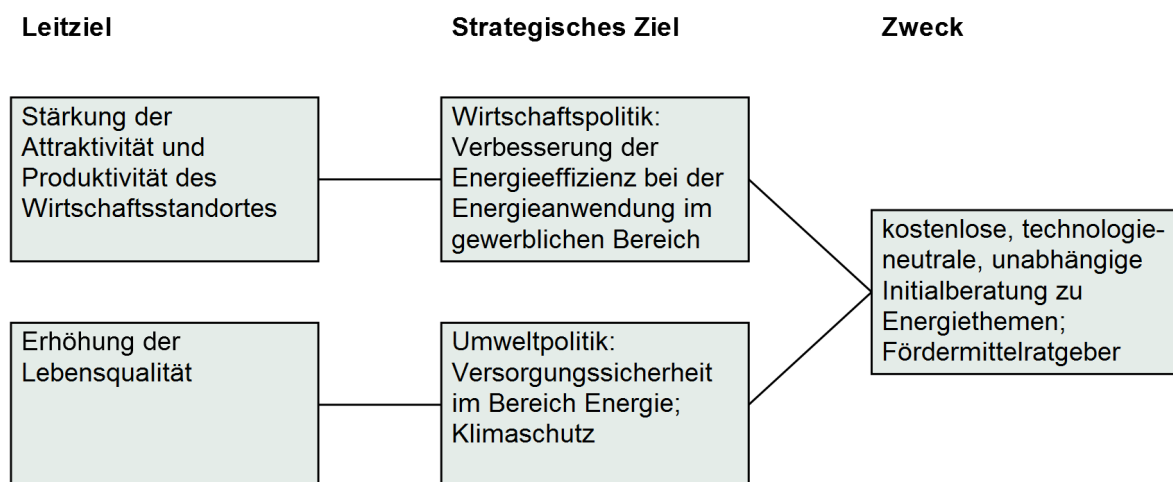 Leitziel
Strategisches Ziel
Zweck
Stärkung der
Attraktivität und
Produktivität des
Wirtschaftsstandortes
Wirtschaftspolitik:
Verbesserung der
Energieeffizienz bei der
Energieanwendung im
gewerblichen Bereich
kostenlose, technologie-
neutrale, unabhängige
Initialberatung zu
Energiethemen;
Fördermittelratgeber
Erhöhung der
Lebensqualität
Umweltpolitik:
Versorgungssicherheit
im Bereich Energie;
Klimaschutz